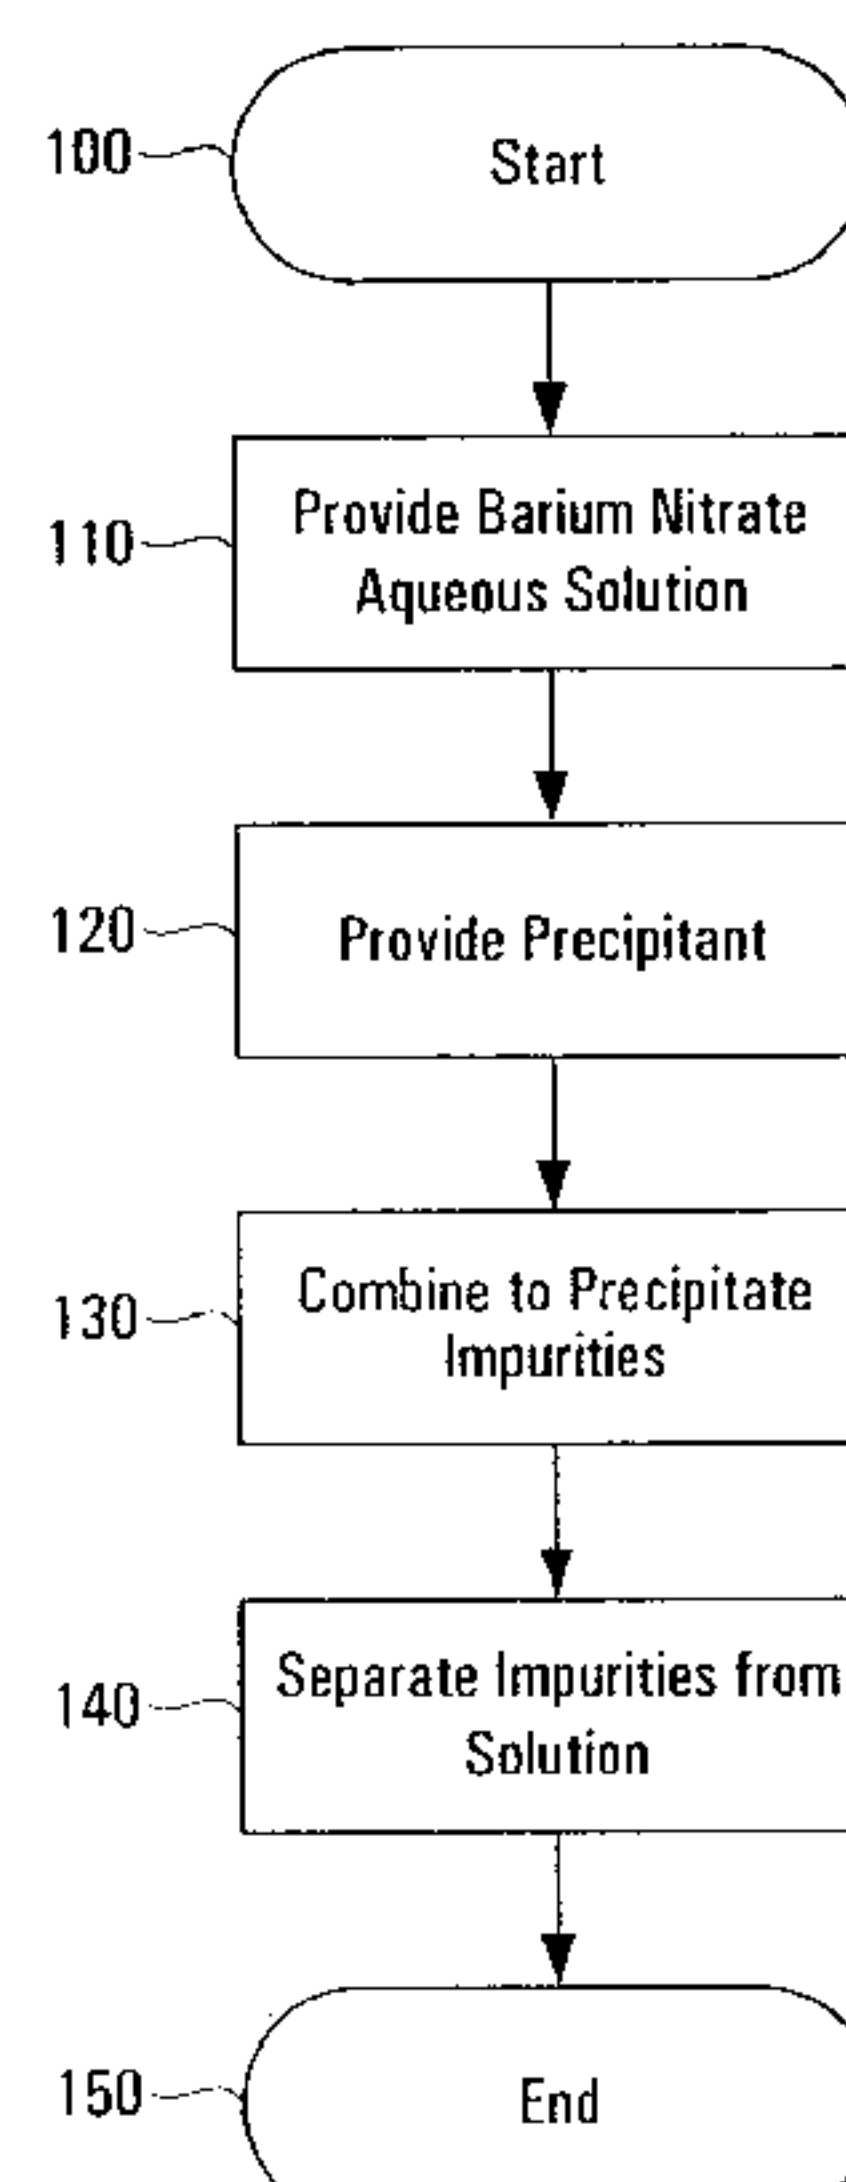 100
Start
110
Provide Barium Nitrate
Aqueous Solution
120
Provide Precipitant
130
Combine to Precipitate
Impurities
140
Separate Impurities from
Solution
150
End